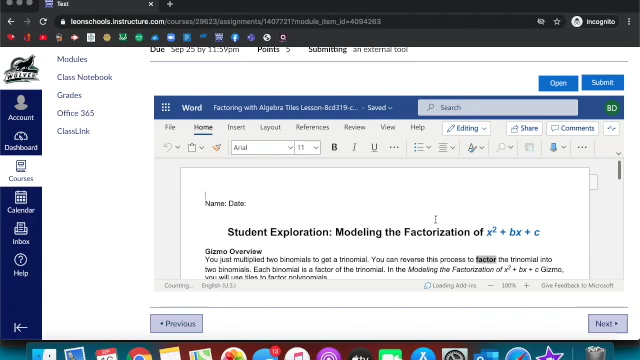 Text
leonschools.instructure.com/courses/29623/assignments/1407721?module_item_id=4094263
Incognito
Modules
Class Notebook
Grades
Office 365
ClassLInk
Account
Dashboard
Courses
Calendar
Inbox
Help
Due Sep 25 by 11:59pm Points 5 Submitting an external tool
Open Submit
Word Factoring with Algebra Tiles Lesson-8cd319-c... - Saved Search BD
File Home Insert Layout References Review View Help Editing Share Comments
Arial 11 B I U
Name: Date:
Student Exploration: Modeling the Factorization of x² + bx + c
Gizmo Overview
You just multiplied two binomials to get a trinomial. You can reverse this process to factor the trinomial into
two binomials. Each binomial is a factor of the trinomial. In the Modeling the Factorization of x² + bx + c Gizmo,
you will use tiles to factor polynomials.
Counting... English (U.S.) Loading Add-ins 100% Give Feedback to Microsoft
Previous Next